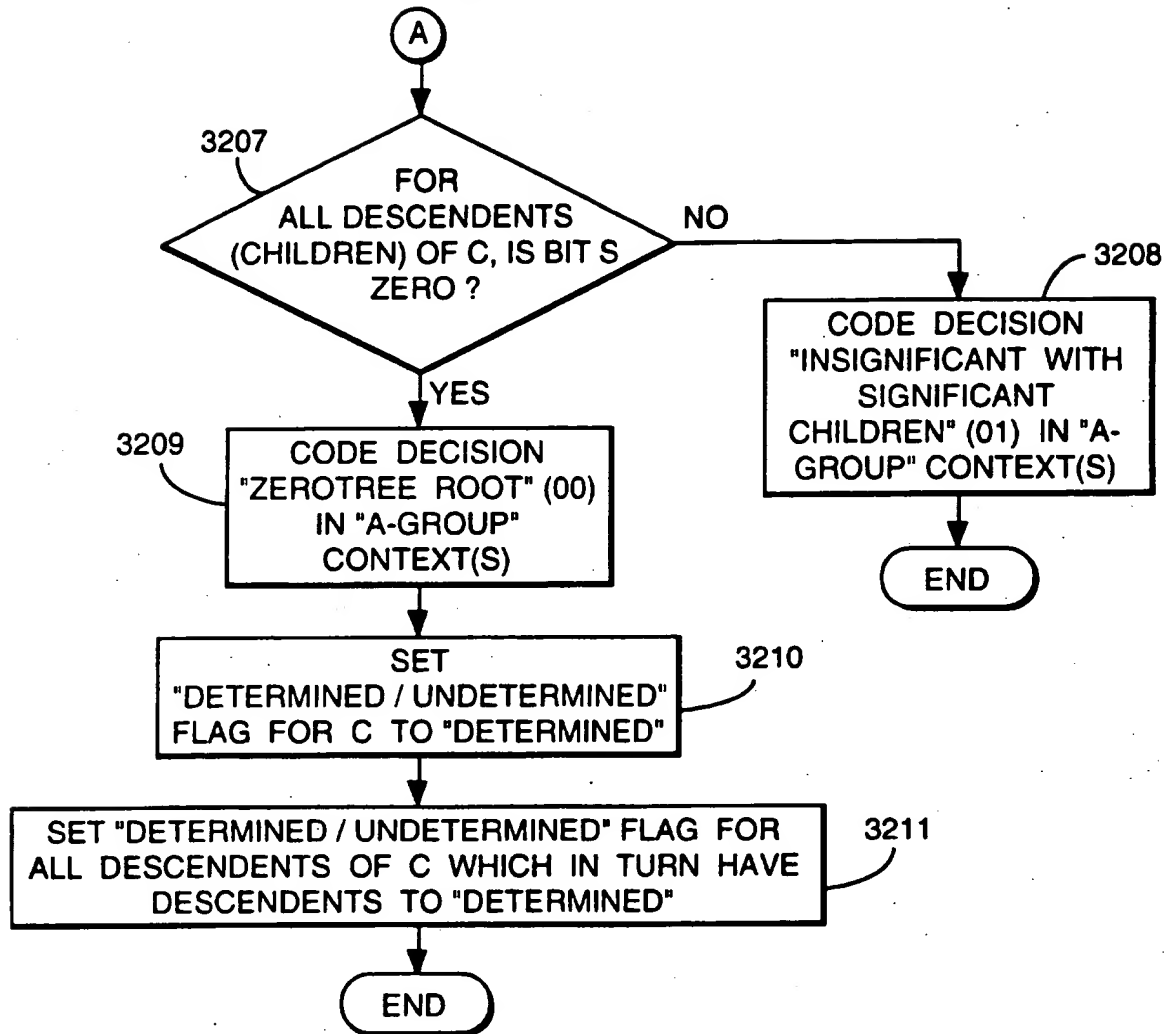 A
3207
FOR
ALL DESCENDENTS
(CHILDREN) OF C, IS BIT S
ZERO ?
NO
3208
CODE DECISION
"INSIGNIFICANT WITH
SIGNIFICANT
CHILDREN" (01) IN "A-
GROUP" CONTEXT(S)
END
YES
3209
CODE DECISION
"ZEROTREE ROOT" (00)
IN "A-GROUP"
CONTEXT(S)
3210
SET
"DETERMINED / UNDETERMINED"
FLAG FOR C TO "DETERMINED"
3211
SET "DETERMINED / UNDETERMINED" FLAG FOR
ALL DESCENDENTS OF C WHICH IN TURN HAVE
DESCENDENTS TO "DETERMINED"
END